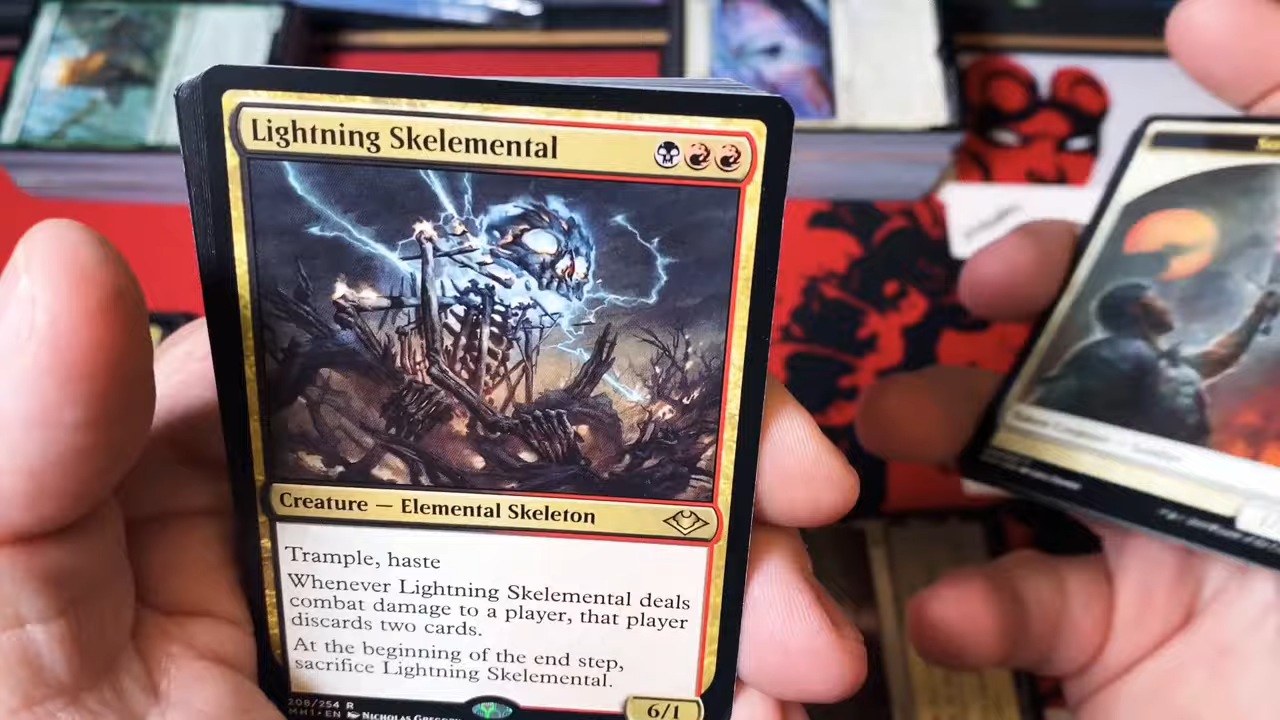 Lightning Skelemental
Creature — Elemental Skeleton
Trample, haste
Whenever Lightning Skelemental deals
combat damage to a player, that player
discards two cards.
At the beginning of the end step,
sacrifice Lightning Skelemental.
208/254 R
MH1 • EN NICHOLAS
6/1